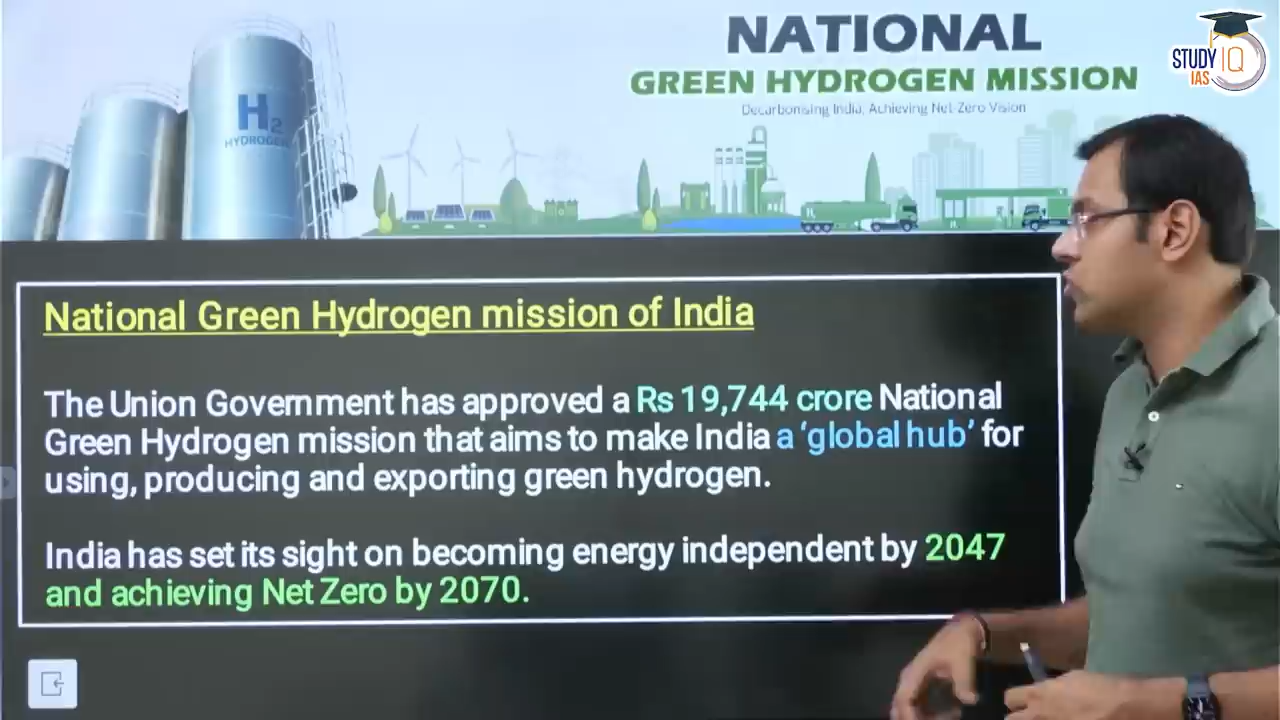 NATIONAL
GREEN HYDROGEN MISSION
Decarbonising India, Achieving Net-Zero Vision
STUDY IQ
IAS
H2
HYDROGEN
National Green Hydrogen mission of India
The Union Government has approved a Rs 19,744 crore National
Green Hydrogen mission that aims to make India a ‘global hub’ for
using, producing and exporting green hydrogen.
India has set its sight on becoming energy independent by 2047
and achieving Net Zero by 2070.